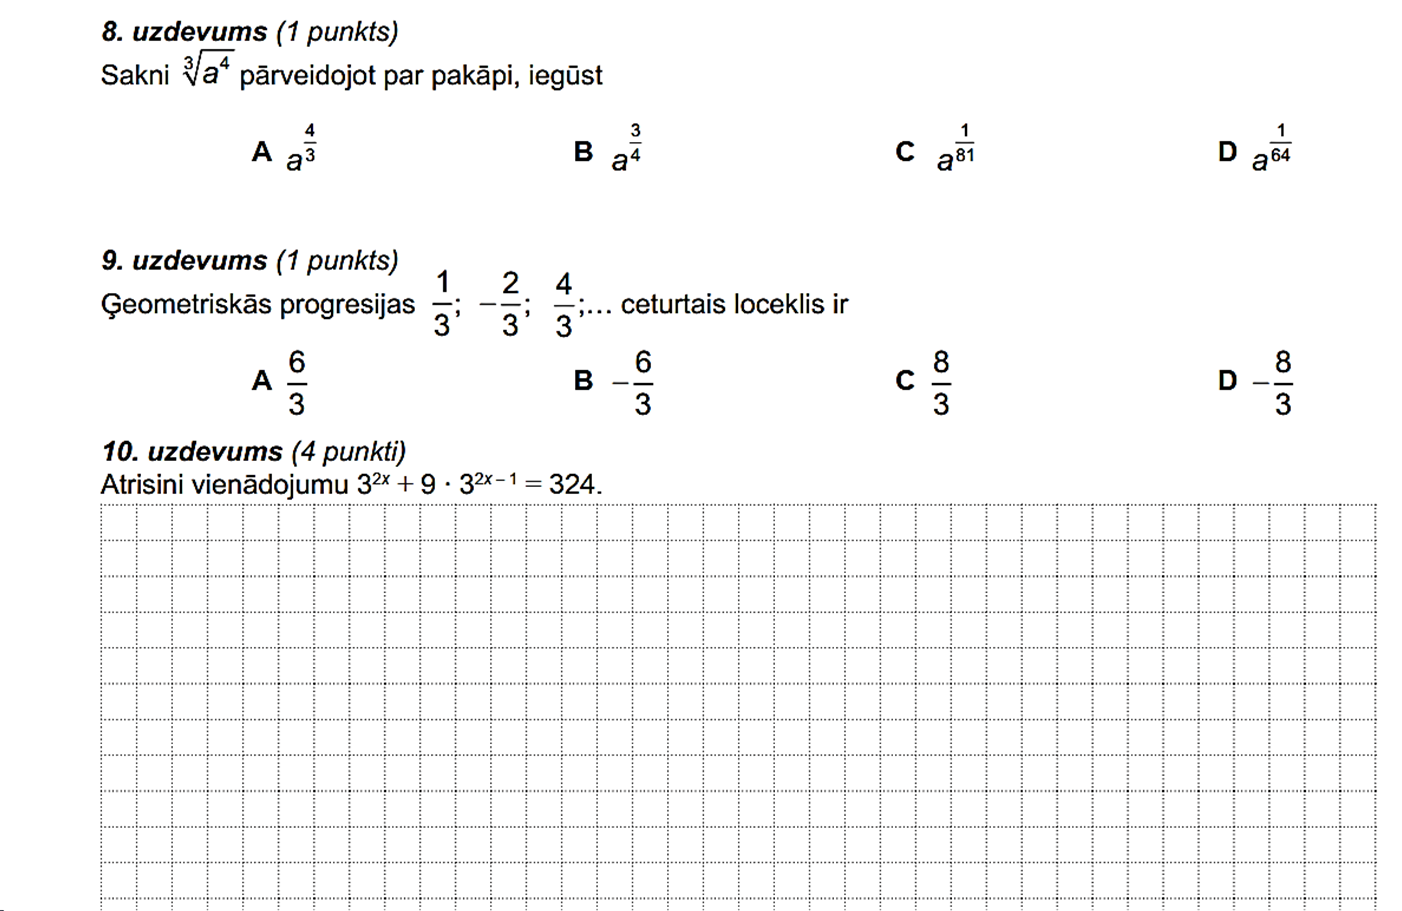 8. uzdevums (1 punkts)
Sakni ∛a⁴ pārveidojot par pakāpi, iegūst
A a^(4/3) B a^(3/4) C a^(1/81) D a^(1/64)
9. uzdevums (1 punkts)
Ģeometriskās progresijas 1/3; −2/3; 4/3;… ceturtais loceklis ir
A 6/3 B −6/3 C 8/3 D −8/3
10. uzdevums (4 punkti)
Atrisini vienādojumu 3^(2x) + 9 · 3^(2x−1) = 324.